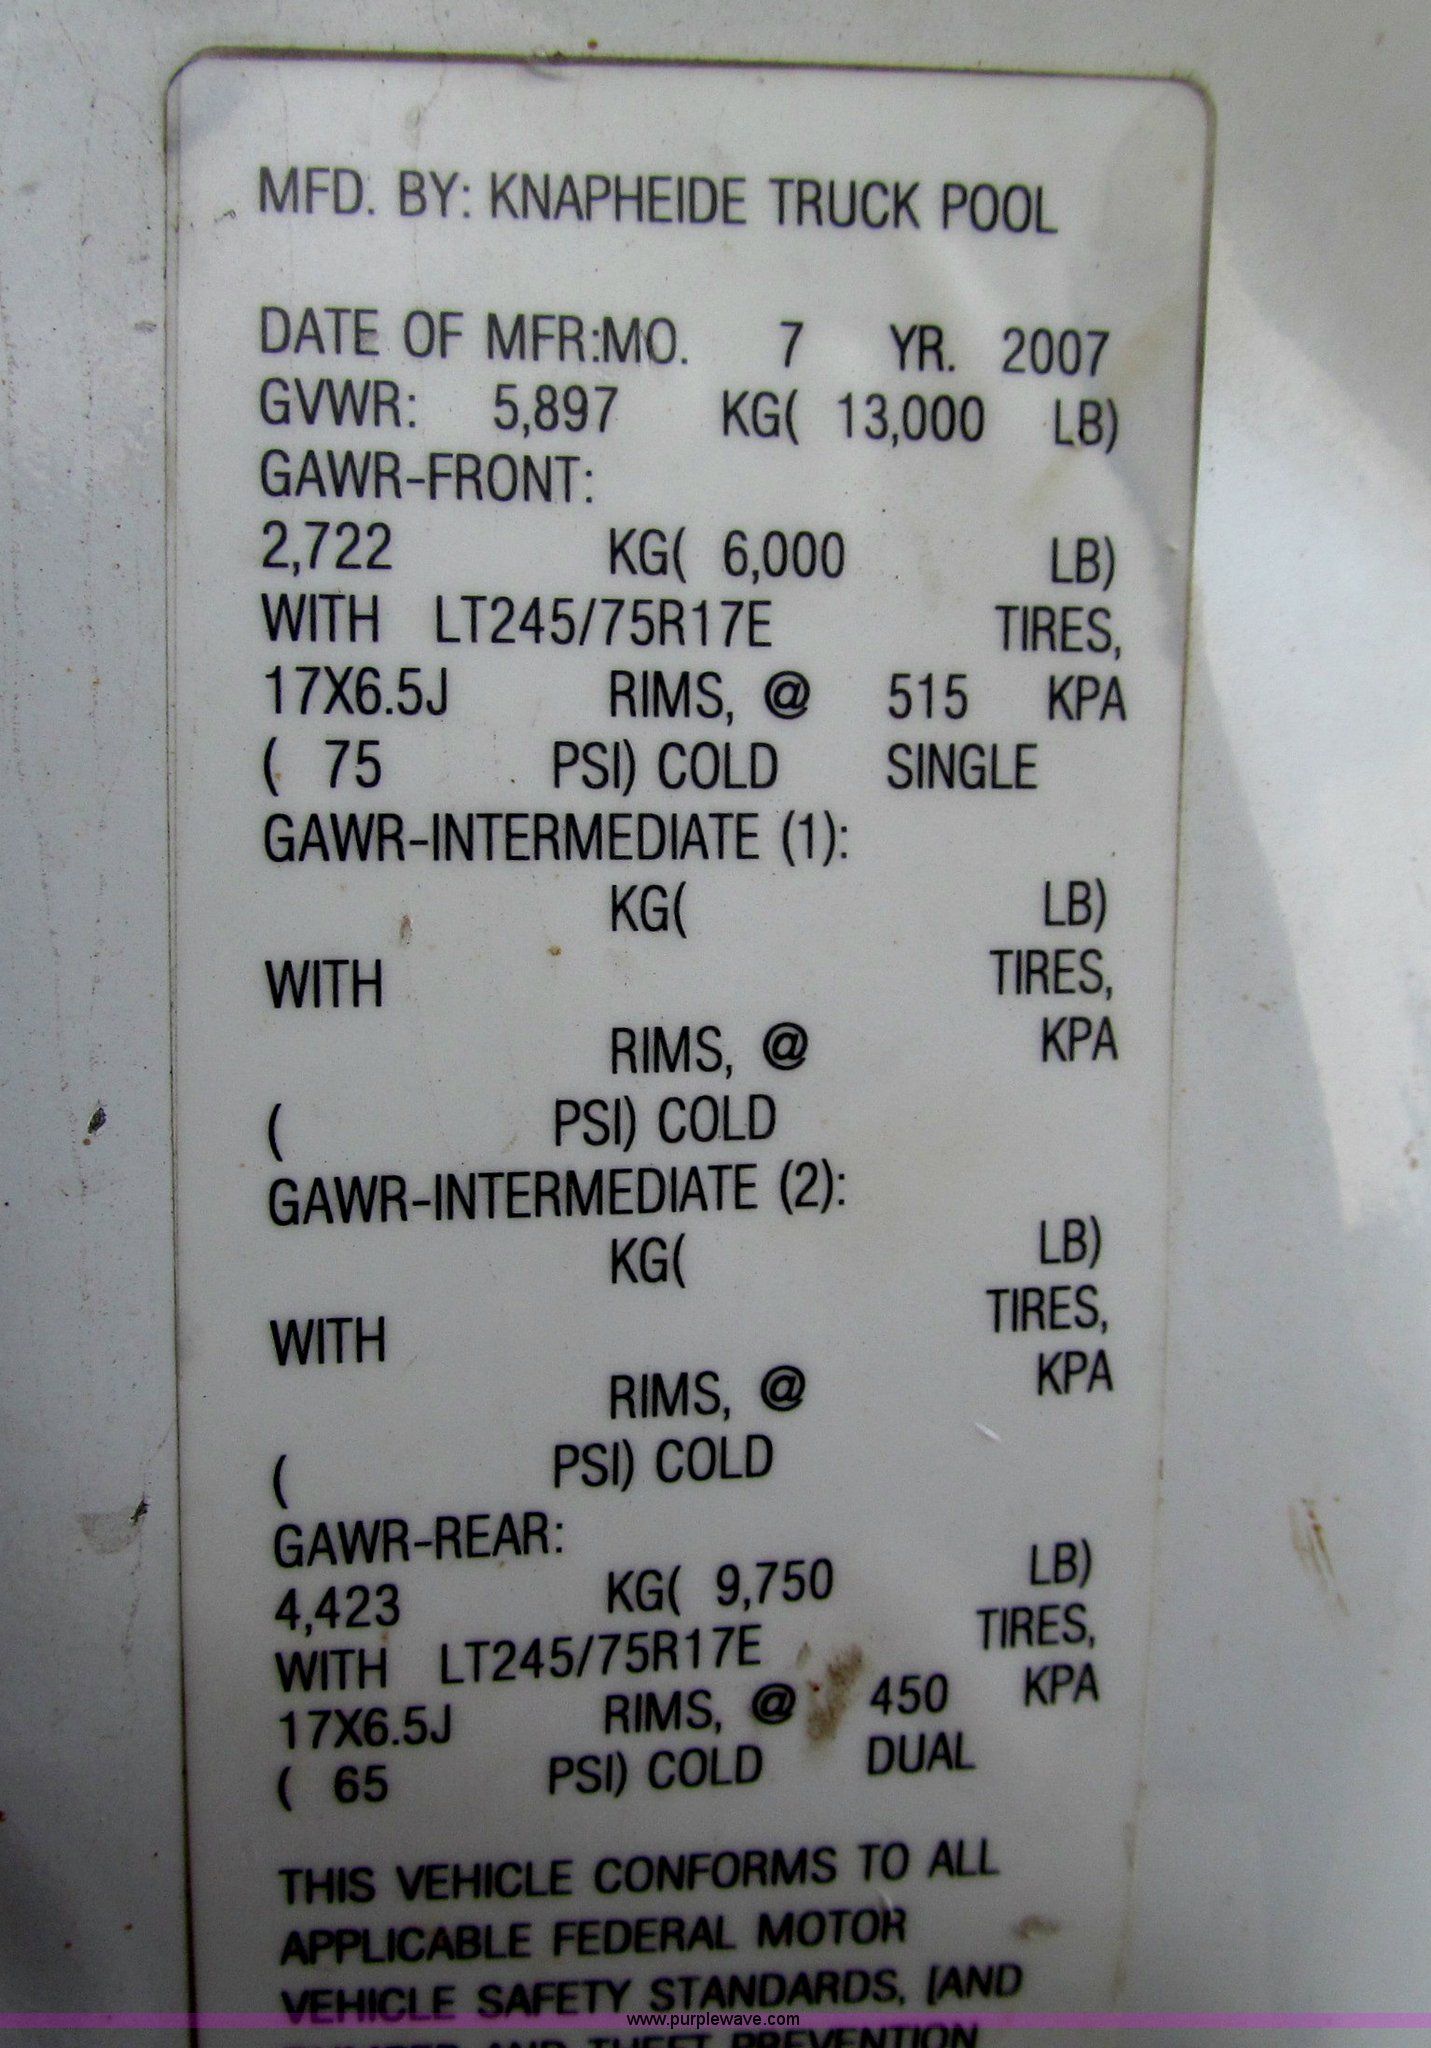 MFD. BY: KNAPHEIDE TRUCK POOL
DATE OF MFR:MO. 7 YR. 2007
GVWR: 5,897 KG( 13,000 LB)
GAWR-FRONT:
2,722 KG( 6,000 LB)
WITH LT245/75R17E TIRES,
17X6.5J RIMS, @ 515 KPA
( 75 PSI) COLD SINGLE
GAWR-INTERMEDIATE (1):
KG( LB)
WITH TIRES,
RIMS, @ KPA
( PSI) COLD
GAWR-INTERMEDIATE (2):
KG( LB)
WITH TIRES,
RIMS, @ KPA
( PSI) COLD
GAWR-REAR:
4,423 KG( 9,750 LB)
WITH LT245/75R17E TIRES,
17X6.5J RIMS, @ 450 KPA
( 65 PSI) COLD DUAL
THIS VEHICLE CONFORMS TO ALL
APPLICABLE FEDERAL MOTOR
VEHICLE SAFETY STANDARDS, [AND
www.purplewave.com
AND THEFT PREVENTION